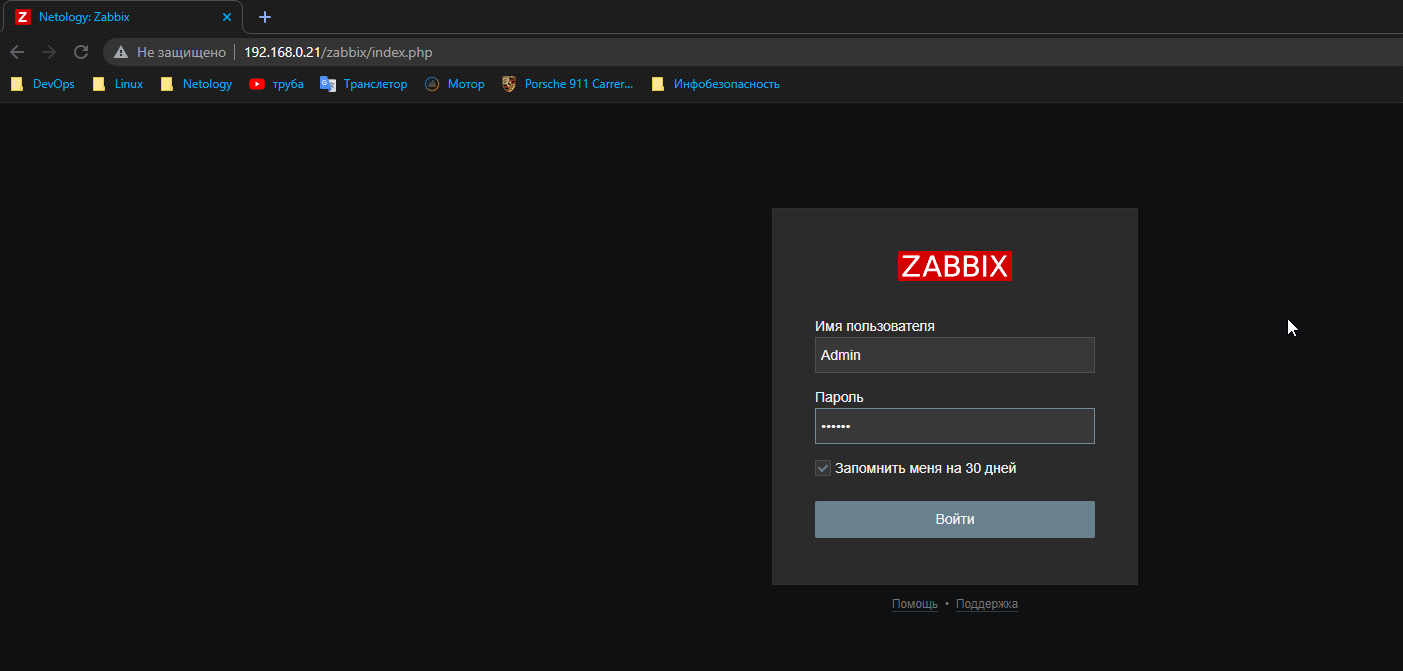 Z Netology: Zabbix
Не защищено 192.168.0.21/zabbix/index.php
DevOps Linux Netology труба Транслетор Мотор Porsche 911 Carrer... Инфобезопасность
ZABBIX
Имя пользователя
Admin
Пароль
••••••
Запомнить меня на 30 дней
Войти
Помощь • Поддержка